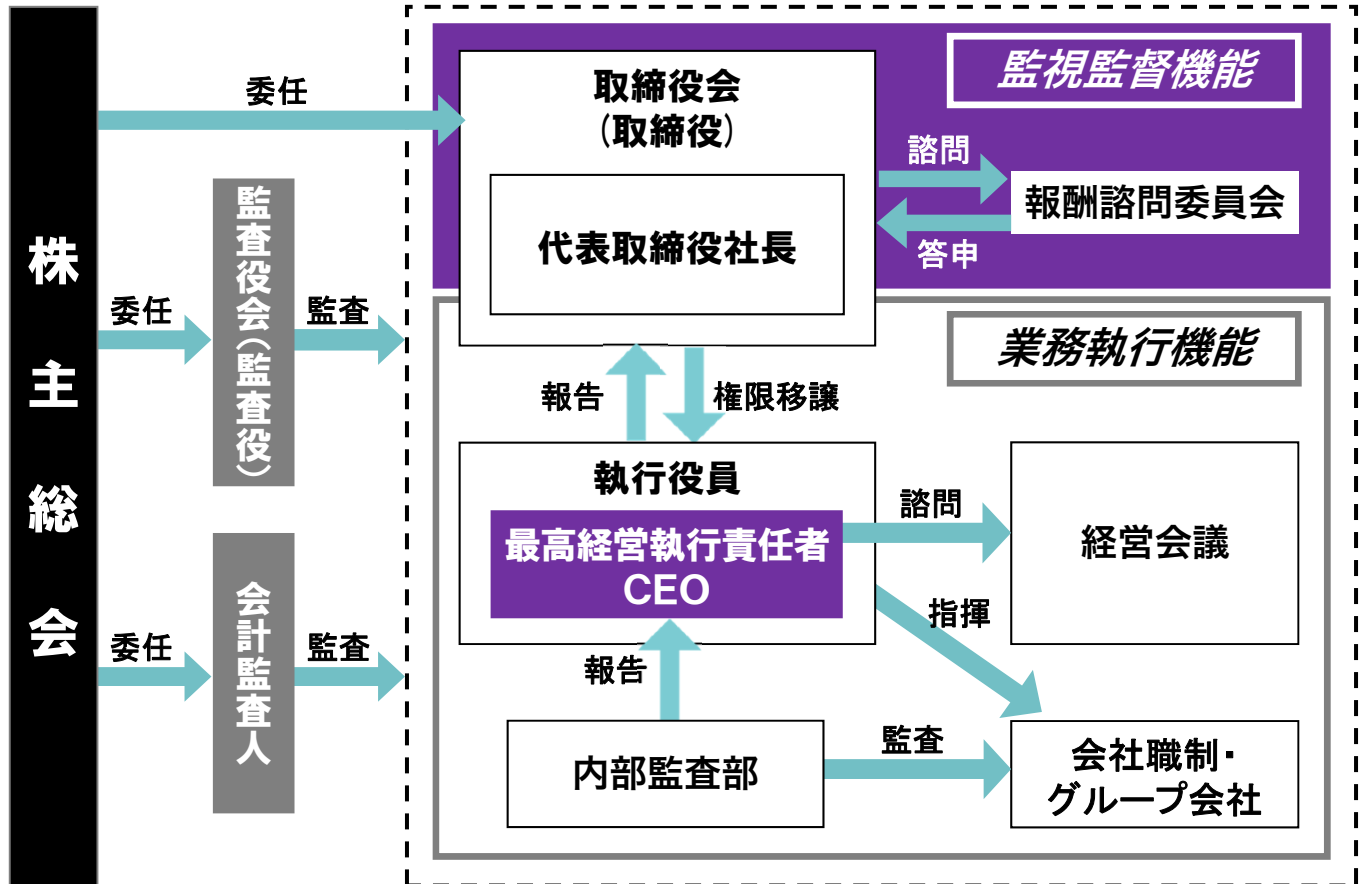 株主総会
委任
監査役会(監査役)
委任
監査
会計監査人
委任
監査
監視監督機能
取締役会
(取締役)
代表取締役社長
諮問
答申
報酬諮問委員会
業務執行機能
報告
権限移譲
執行役員
最高経営執行責任者
CEO
諮問
経営会議
指揮
報告
内部監査部
監査
会社職制・
グループ会社